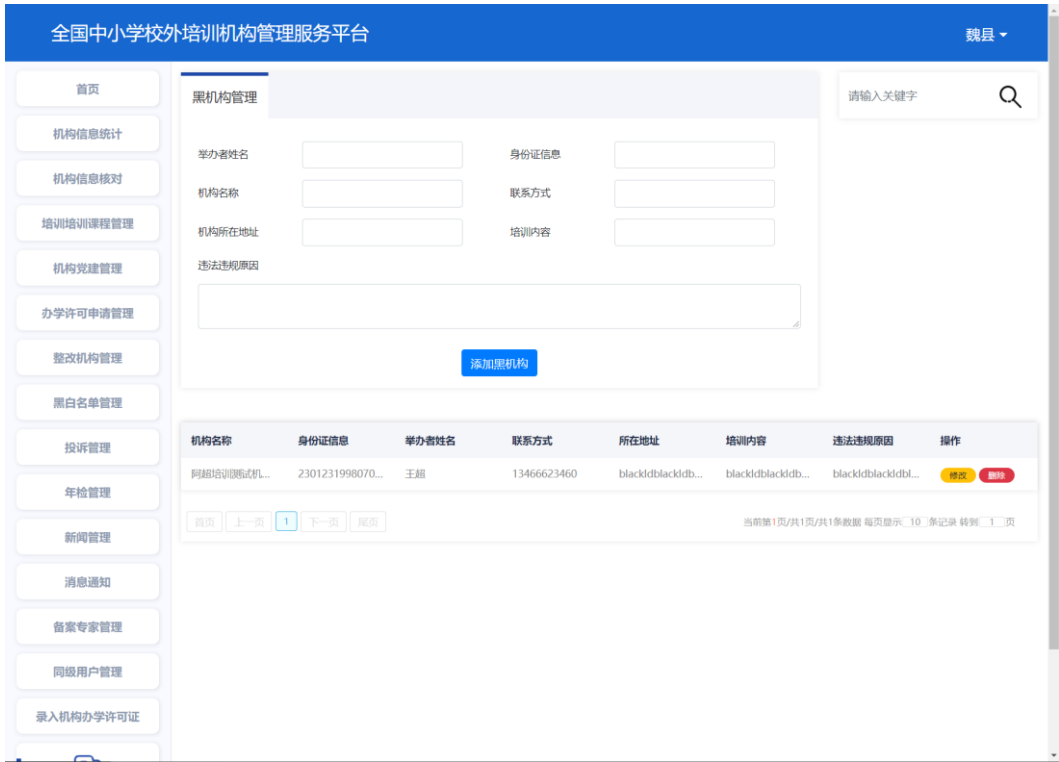 全国中小学校外培训机构管理服务平台
魏县
首页
机构信息统计
机构信息核对
培训培训课程管理
机构党建管理
办学许可申请管理
整改机构管理
黑白名单管理
投诉管理
年检管理
新闻管理
消息通知
备案专家管理
同级用户管理
录入机构办学许可证
黑机构管理
请输入关键字
举办者姓名 身份证信息
机构名称 联系方式
机构所在地址 培训内容
违法违规原因
添加黑机构
机构名称 身份证信息 举办者姓名 联系方式 所在地址 培训内容 违法违规原因 操作
阿超培训测试机... 2301231998070... 王超 13466623460 blackldblackldb... blackldblackldb... blackldblackldbl... 修改 删除
首页 上一页 1 下一页 尾页 当前第1页/共1页/共1条数据 每页显示 10 条记录 转到 1 页